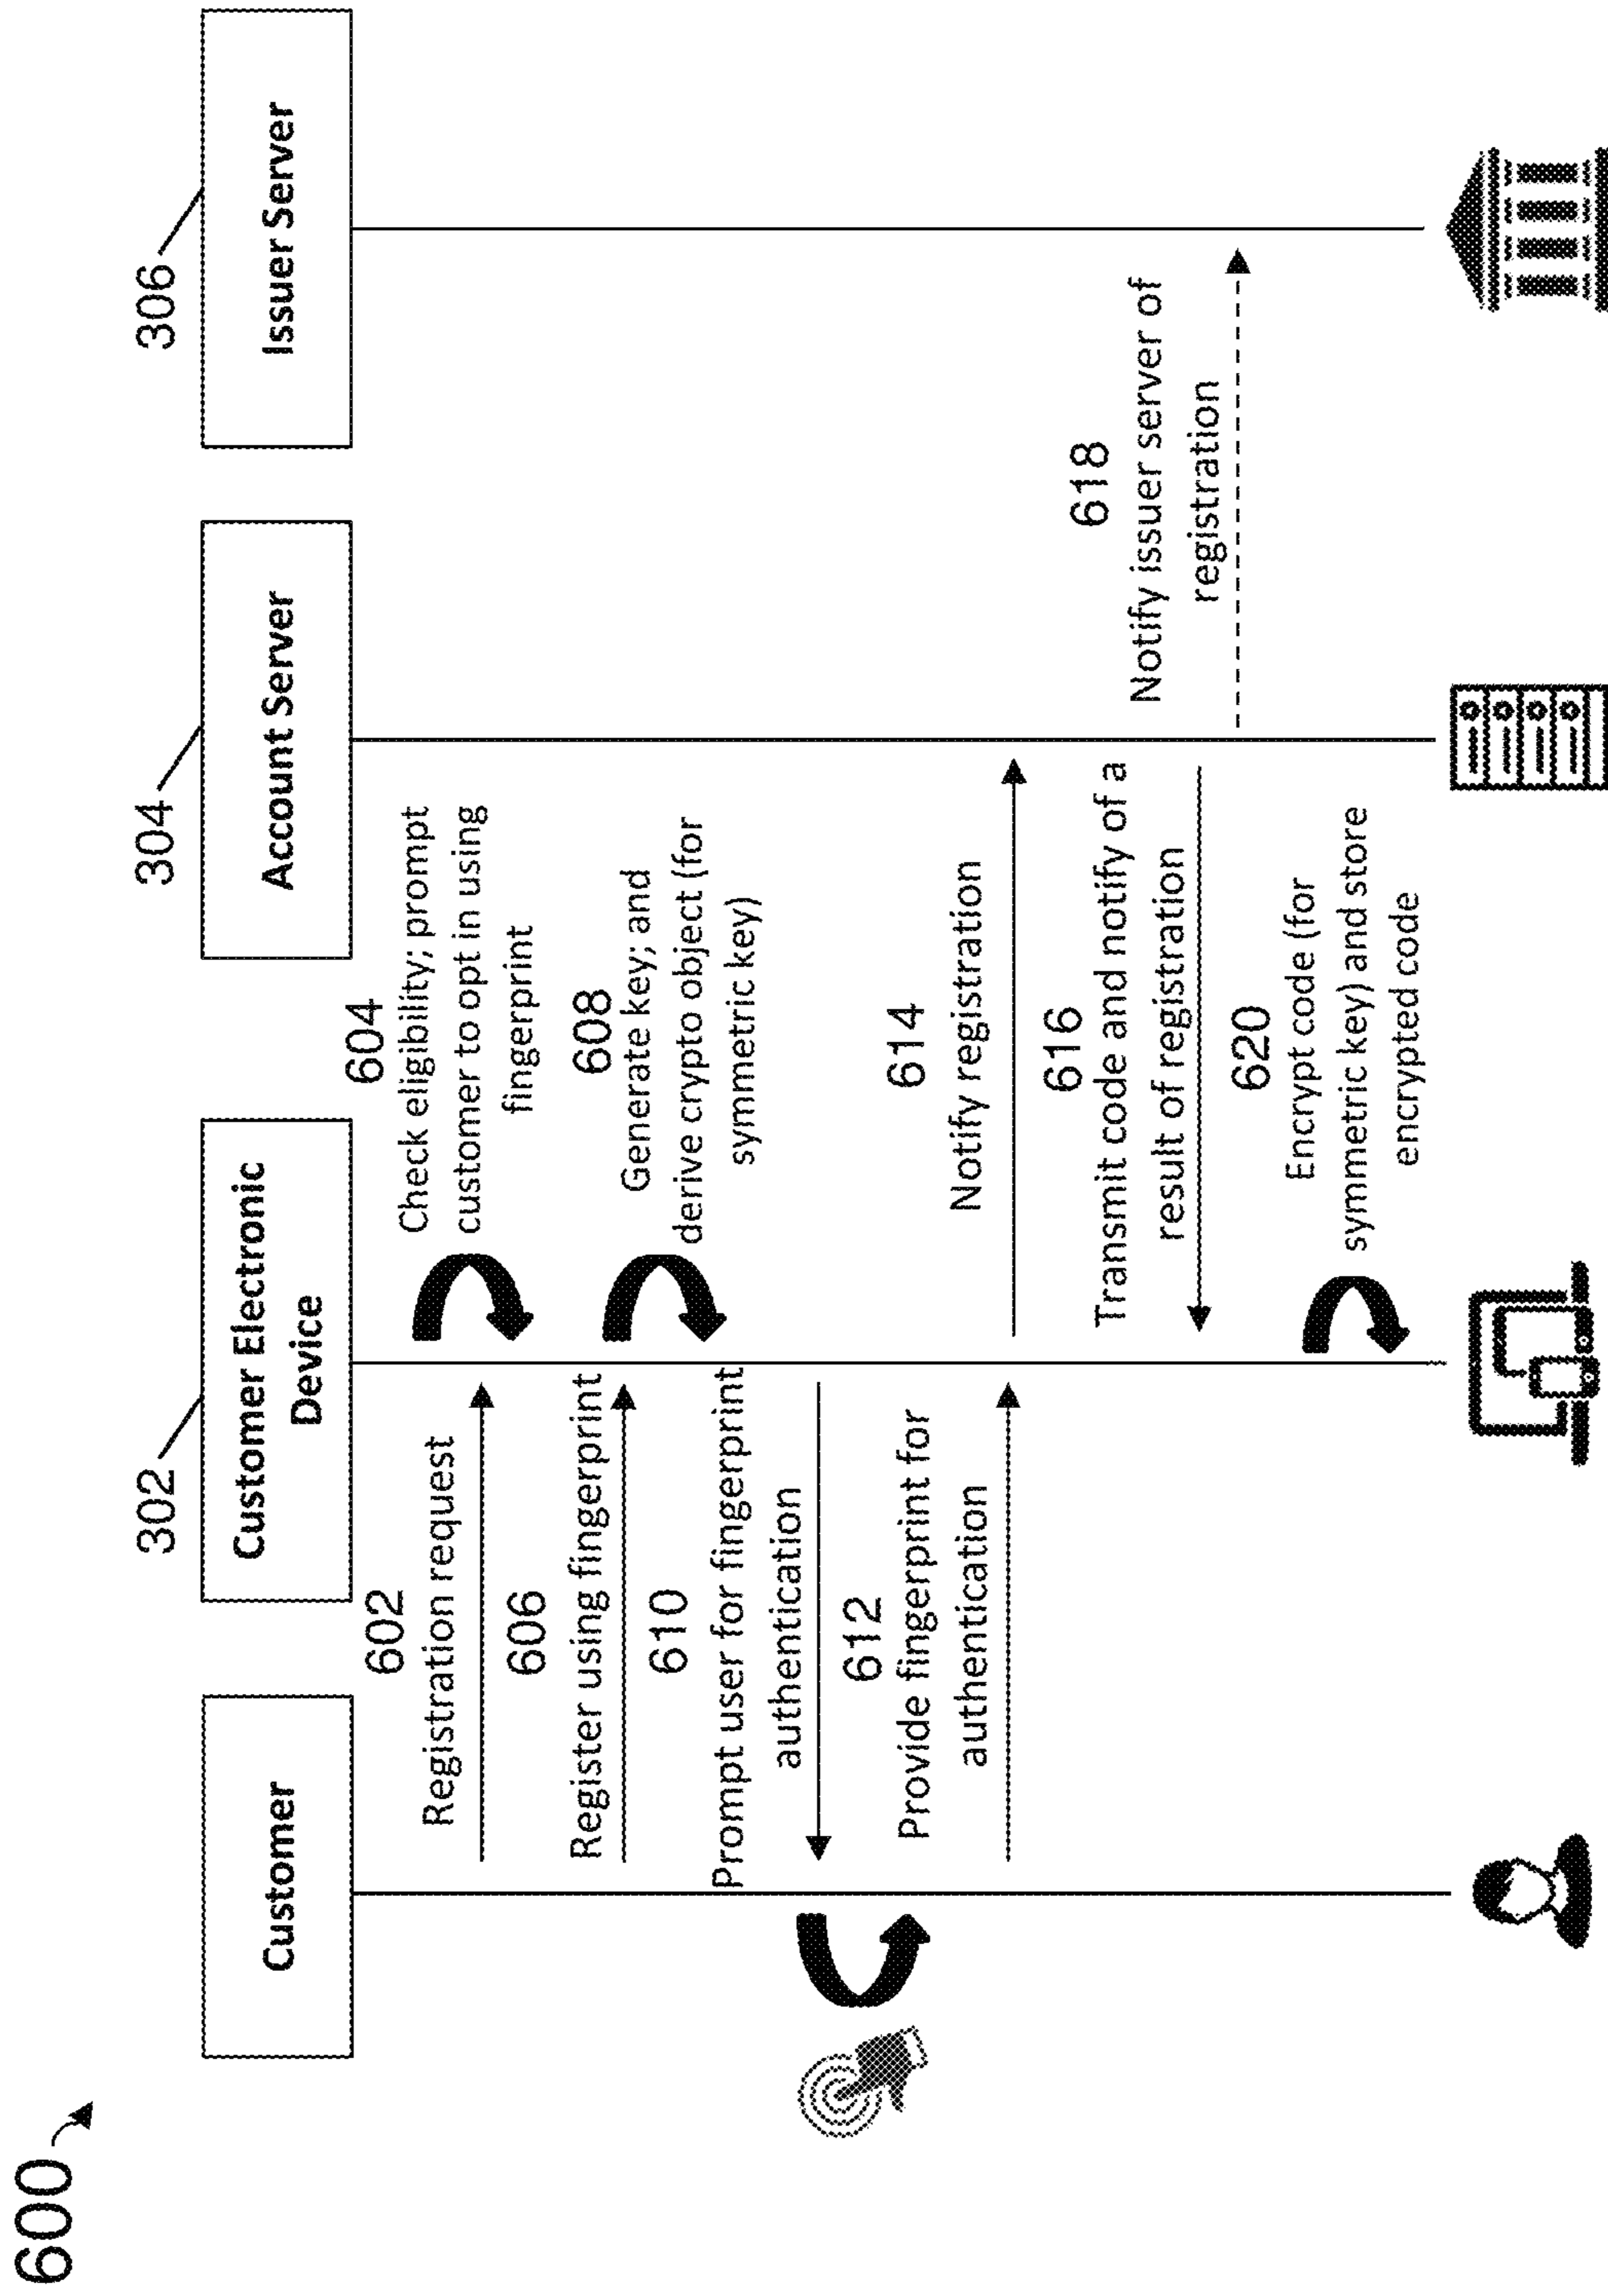 600
302
304
306
Customer
Customer Electronic
Device
Account Server
Issuer Server
602
Registration request
604
Check eligibility; prompt
customer to opt in using
fingerprint
606
Register using fingerprint
608
Generate key; and
derive crypto object (for
symmetric key)
610
Prompt user for fingerprint
authentication
612
Provide fingerprint for
authentication
614
Notify registration
616
Transmit code and notify of a
result of registration
618
Notify issuer server of
registration
620
Encrypt code (for
symmetric key) and store
encrypted code